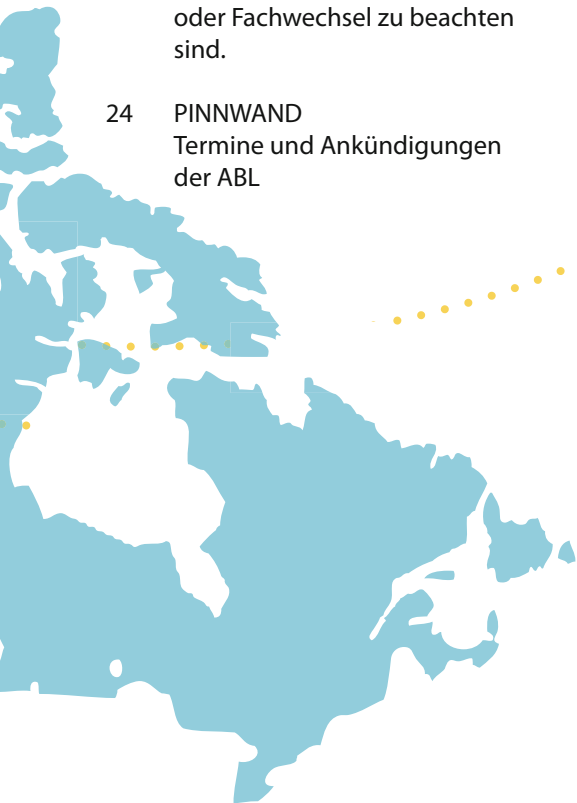 oder Fachwechsel zu beachten
sind.
24 PINNWAND
Termine und Ankündigungen
der ABL